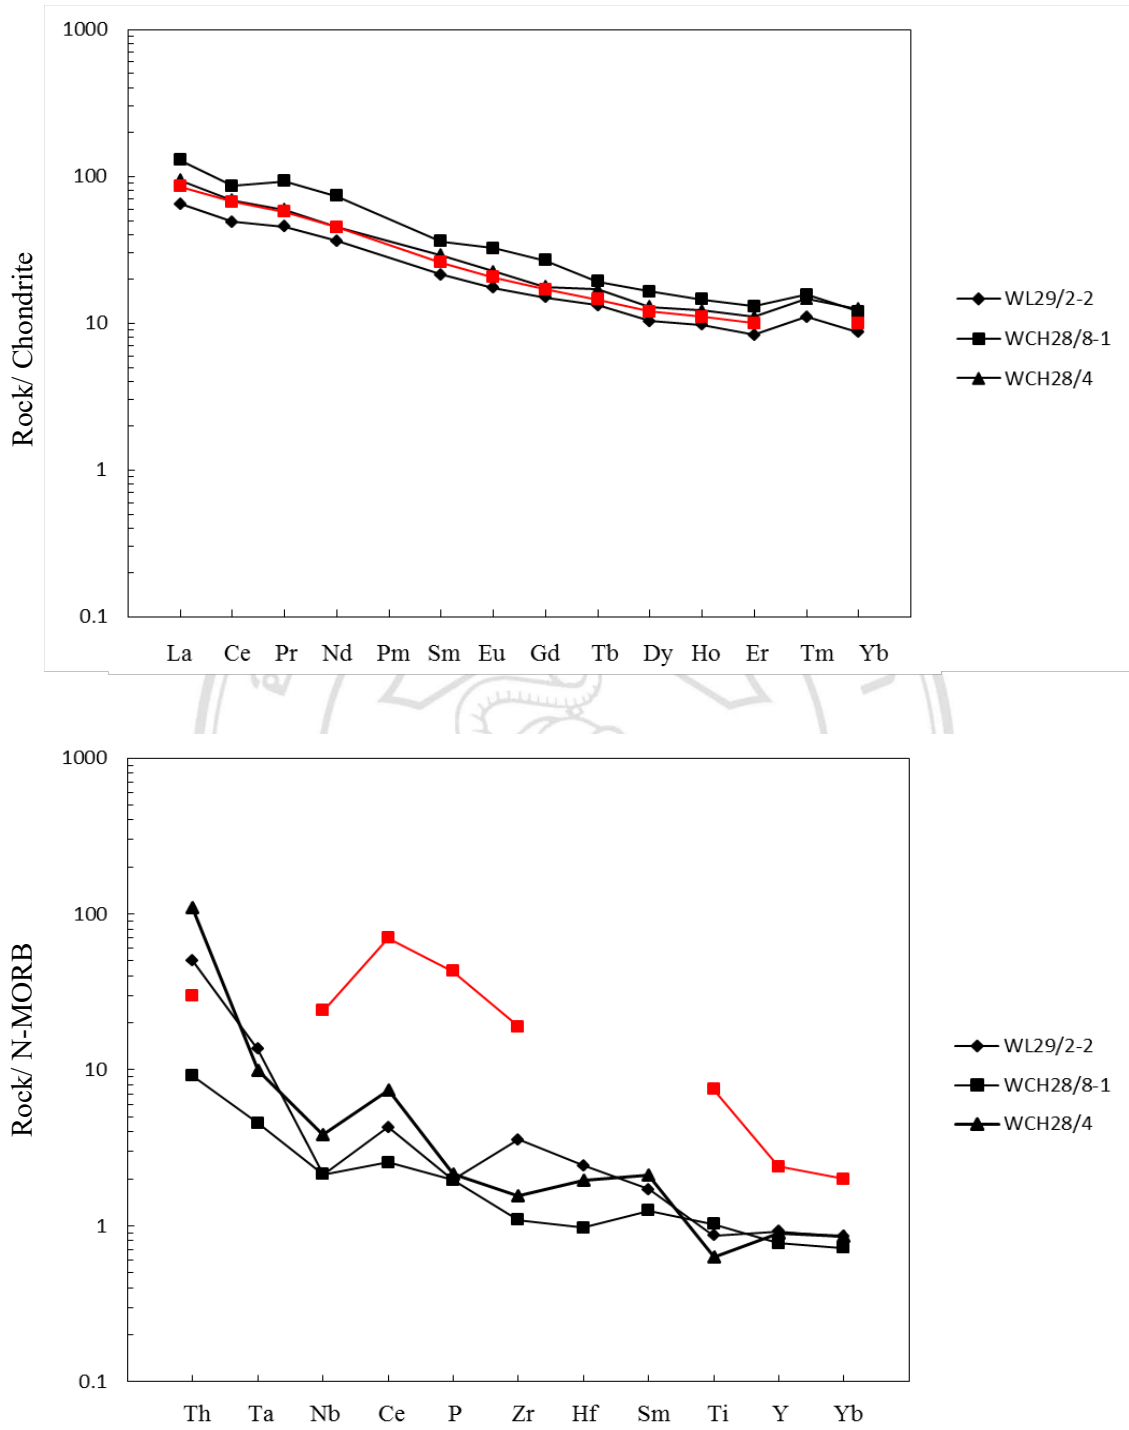 1000
100
10
1
0.1
Rock/ Chondrite
La Ce Pr Nd Pm Sm Eu Gd Tb Dy Ho Er Tm Yb
WL29/2-2
WCH28/8-1
WCH28/4
1000
100
10
1
0.1
Rock/ N-MORB
Th Ta Nb Ce P Zr Hf Sm Ti Y Yb
WL29/2-2
WCH28/8-1
WCH28/4